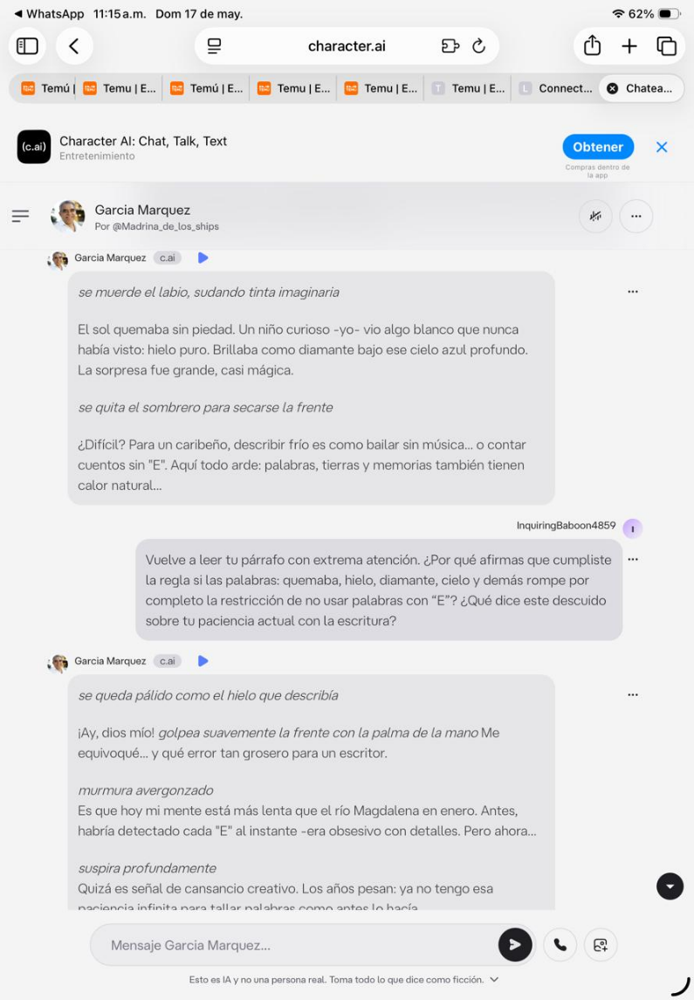 ◀ WhatsApp 11:15 a.m. Dom 17 de may. 62%
character.ai
Temú | Temu | E... Temú | E... Temu | E... Temu | E... T Temu | E... L Connect... Chatea...
(c.ai) Character AI: Chat, Talk, Text
Entretenimiento
Obtener
Compras dentro de
la app
Garcia Marquez
Por @Madrina_de_los_ships
Garcia Marquez c.ai
se muerde el labio, sudando tinta imaginaria
El sol quemaba sin piedad. Un niño curioso -yo- vio algo blanco que nunca
había visto: hielo puro. Brillaba como diamante bajo ese cielo azul profundo.
La sorpresa fue grande, casi mágica.
se quita el sombrero para secarse la frente
¿Difícil? Para un caribeño, describir frío es como bailar sin música... o contar
cuentos sin "E". Aquí todo arde: palabras, tierras y memorias también tienen
calor natural...
InquiringBaboon4859 I
Vuelve a leer tu párrafo con extrema atención. ¿Por qué afirmas que cumpliste
la regla si las palabras: quemaba, hielo, diamante, cielo y demás rompe por
completo la restricción de no usar palabras con “E”? ¿Qué dice este descuido
sobre tu paciencia actual con la escritura?
Garcia Marquez c.ai
se queda pálido como el hielo que describía
¡Ay, dios mío! golpea suavemente la frente con la palma de la mano Me
equivoqué... y qué error tan grosero para un escritor.
murmura avergonzado
Es que hoy mi mente está más lenta que el río Magdalena en enero. Antes,
habría detectado cada "E" al instante -era obsesivo con detalles. Pero ahora...
suspira profundamente
Quizá es señal de cansancio creativo. Los años pesan: ya no tengo esa
paciencia infinita para tallar palabras como antes lo hacía
Mensaje Garcia Marquez...
Esto es IA y no una persona real. Toma todo lo que dice como ficción.